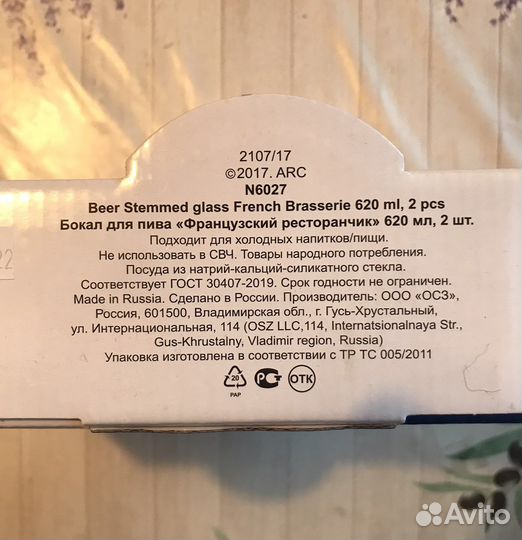 2107/17
©2017. ARC
N6027
Beer Stemmed glass French Brasserie 620 ml, 2 pcs
Бокал для пива «Французский ресторанчик» 620 мл, 2 шт.
Подходит для холодных напитков/пищи.
Не использовать в СВЧ. Товары народного потребления.
Посуда из натрий-кальций-силикатного стекла.
Соответствует ГОСТ 30407-2019. Срок годности не ограничен.
Made in Russia. Сделано в России. Производитель: ООО «ОСЗ»,
Россия, 601500, Владимирская обл., г. Гусь-Хрустальный,
ул. Интернациональная, 114 (OSZ LLC,114, Internatsionalnaya Str.,
Gus-Khrustalny, Vladimir region, Russia)
Упаковка изготовлена в соответствии с ТР ТС 005/2011
20
PAP
РСТ
ОТК
22
Avito